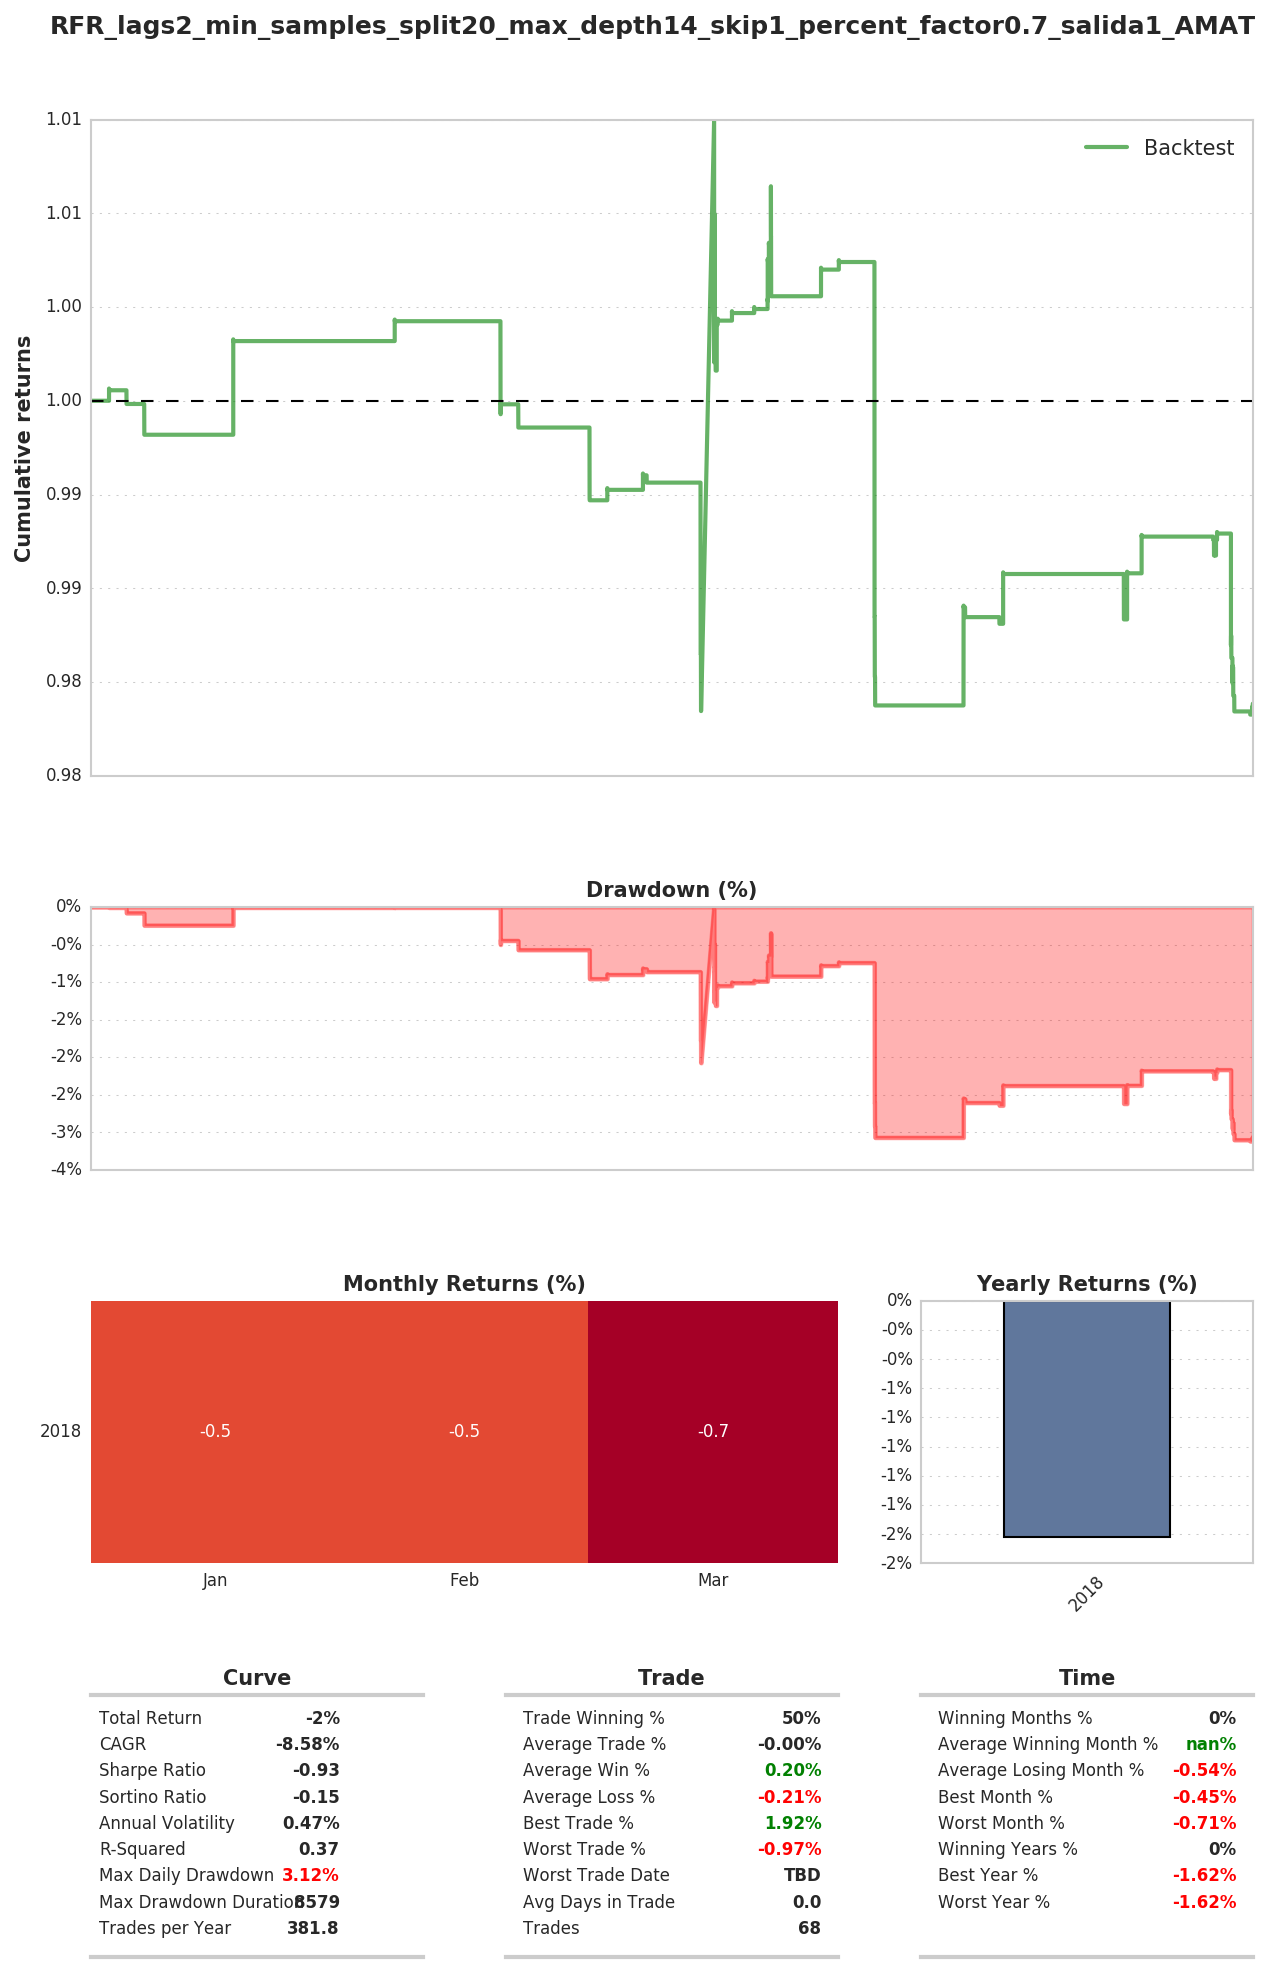 RFR_lags2_min_samples_split20_max_depth14_skip1_percent_factor0.7_salida1_AMAT
Cumulative returns
1.01
1.01
1.00
1.00
0.99
0.99
0.98
0.98
Backtest
Drawdown (%)
0%
-0%
-1%
-2%
-2%
-2%
-3%
-4%
Monthly Returns (%)
2018
-0.5 -0.5 -0.7
Jan Feb Mar
Yearly Returns (%)
0%
-0%
-0%
-1%
-1%
-1%
-1%
-1%
-2%
-2%
2018
Curve
Total Return -2%
CAGR -8.58%
Sharpe Ratio -0.93
Sortino Ratio -0.15
Annual Volatility 0.47%
R-Squared 0.37
Max Daily Drawdown 3.12%
Max Drawdown Duration 8579
Trades per Year 381.8
Trade
Trade Winning % 50%
Average Trade % -0.00%
Average Win % 0.20%
Average Loss % -0.21%
Best Trade % 1.92%
Worst Trade % -0.97%
Worst Trade Date TBD
Avg Days in Trade 0.0
Trades 68
Time
Winning Months % 0%
Average Winning Month % nan%
Average Losing Month % -0.54%
Best Month % -0.45%
Worst Month % -0.71%
Winning Years % 0%
Best Year % -1.62%
Worst Year % -1.62%